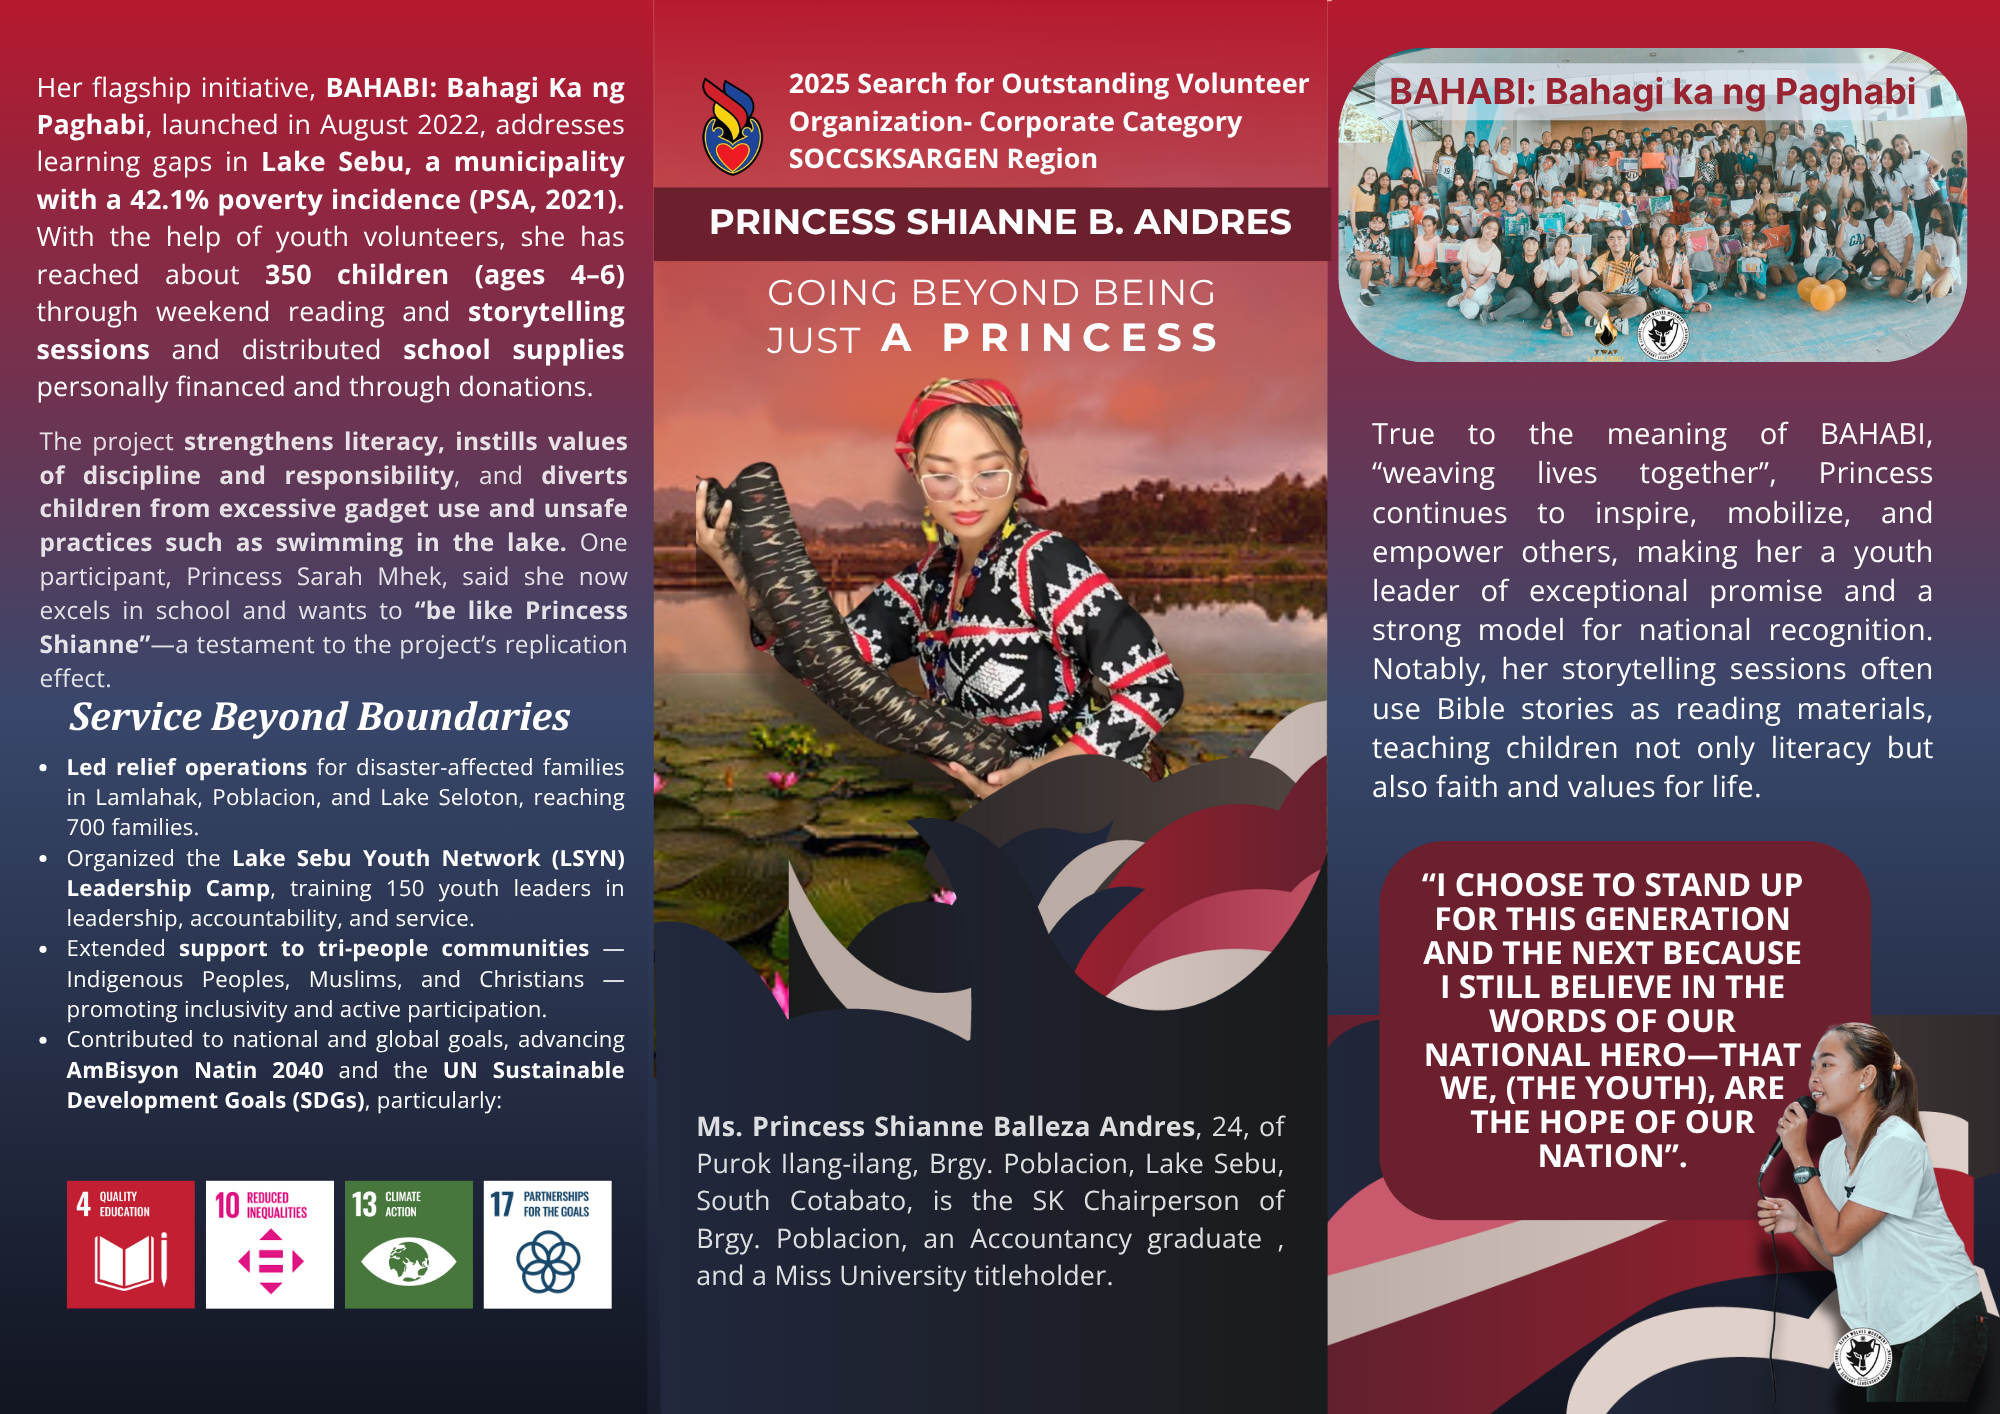 Her flagship initiative, BAHABI: Bahagi Ka ng
Paghabi, launched in August 2022, addresses
learning gaps in Lake Sebu, a municipality
with a 42.1% poverty incidence (PSA, 2021).
With the help of youth volunteers, she has
reached about 350 children (ages 4–6)
through weekend reading and storytelling
sessions and distributed school supplies
personally financed and through donations.
The project strengthens literacy, instills values
of discipline and responsibility, and diverts
children from excessive gadget use and unsafe
practices such as swimming in the lake. One
participant, Princess Sarah Mhek, said she now
excels in school and wants to “be like Princess
Shianne”—a testament to the project’s replication
effect.
Service Beyond Boundaries
• Led relief operations for disaster-affected families
in Lamlahak, Poblacion, and Lake Seloton, reaching
700 families.
• Organized the Lake Sebu Youth Network (LSYN)
Leadership Camp, training 150 youth leaders in
leadership, accountability, and service.
• Extended support to tri-people communities —
Indigenous Peoples, Muslims, and Christians —
promoting inclusivity and active participation.
• Contributed to national and global goals, advancing
AmBisyon Natin 2040 and the UN Sustainable
Development Goals (SDGs), particularly:
4 QUALITY
EDUCATION
10 REDUCED
INEQUALITIES
13 CLIMATE
ACTION
17 PARTNERSHIPS
FOR THE GOALS
2025 Search for Outstanding Volunteer
Organization- Corporate Category
SOCCSKSARGEN Region
PRINCESS SHIANNE B. ANDRES
GOING BEYOND BEING
JUST A PRINCESS
Ms. Princess Shianne Balleza Andres, 24, of
Purok Ilang-ilang, Brgy. Poblacion, Lake Sebu,
South Cotabato, is the SK Chairperson of
Brgy. Poblacion, an Accountancy graduate ,
and a Miss University titleholder.
BAHABI: Bahagi ka ng Paghabi
True to the meaning of BAHABI,
“weaving lives together”, Princess
continues to inspire, mobilize, and
empower others, making her a youth
leader of exceptional promise and a
strong model for national recognition.
Notably, her storytelling sessions often
use Bible stories as reading materials,
teaching children not only literacy but
also faith and values for life.
“I CHOOSE TO STAND UP
FOR THIS GENERATION
AND THE NEXT BECAUSE
I STILL BELIEVE IN THE
WORDS OF OUR
NATIONAL HERO—THAT
WE, (THE YOUTH), ARE
THE HOPE OF OUR
NATION”.